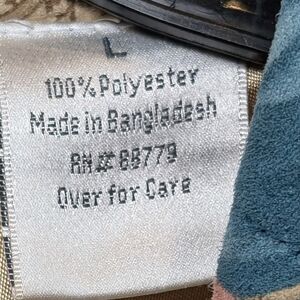 L
100% Polyester
Made in Bangladesh
RN# 88779
Over for Care